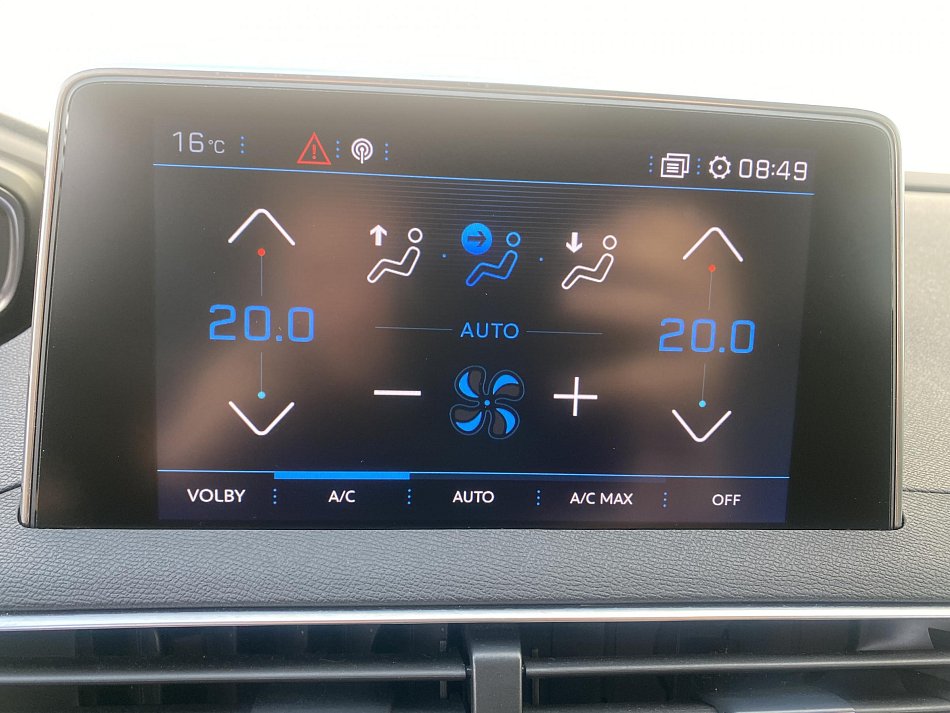 16°C 08:49
20.0 20.0
AUTO
VOLBY A/C AUTO A/C MAX OFF